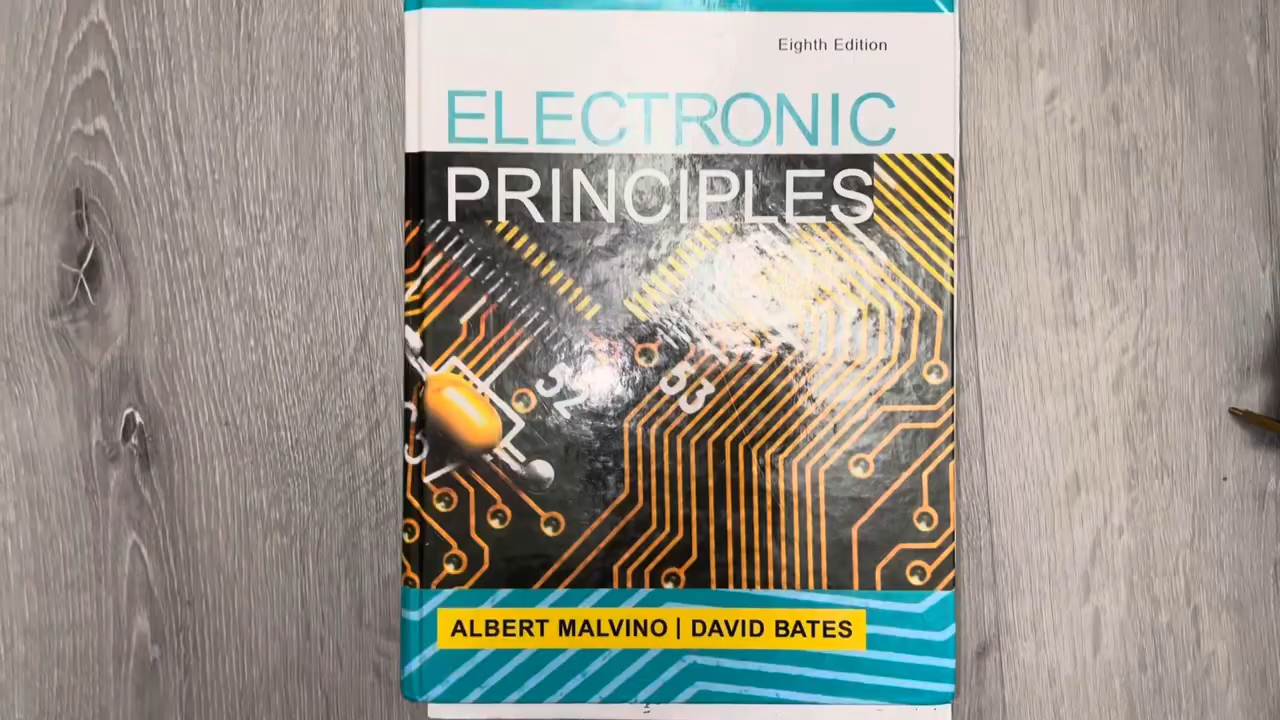 Eighth Edition
ELECTRONIC
PRINCIPLES
52
53
ALBERT MALVINO | DAVID BATES